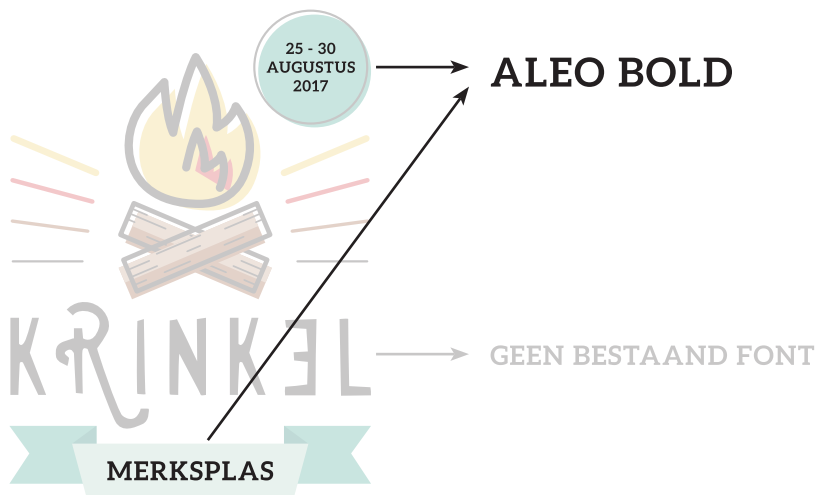 25 - 30
AUGUSTUS
2017
ALEO BOLD
KRINKEL
GEEN BESTAAND FONT
MERKSPLAS